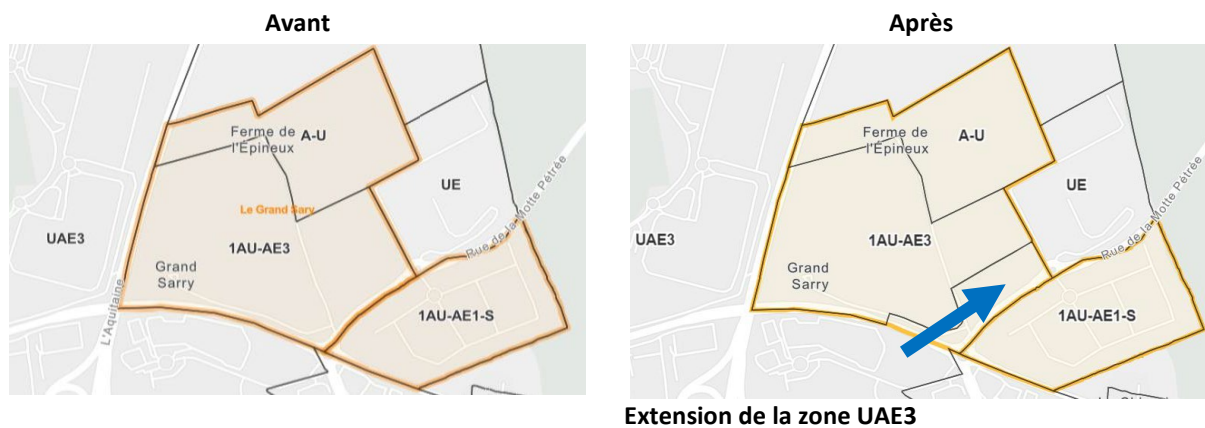 Avant
Ferme de
l'Épineux
A-U
UE
Le Grand Sary
UAE3
1AU-AE3
Rue de la Motte Pétrée
Grand
Sarry
L'Aquitaine
1AU-AE1-S
Après
Ferme de
l'Épineux
A-U
UE
UAE3
1AU-AE3
Rue de la Motte Pétrée
Grand
Sarry
1AU-AE1-S
Extension de la zone UAE3